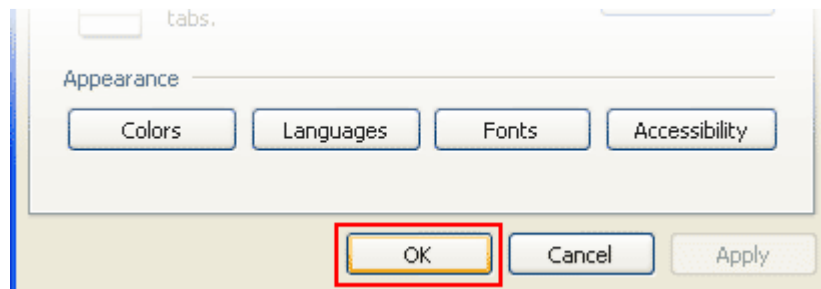 tabs.
Appearance
Colors Languages Fonts Accessibility
OK Cancel Apply